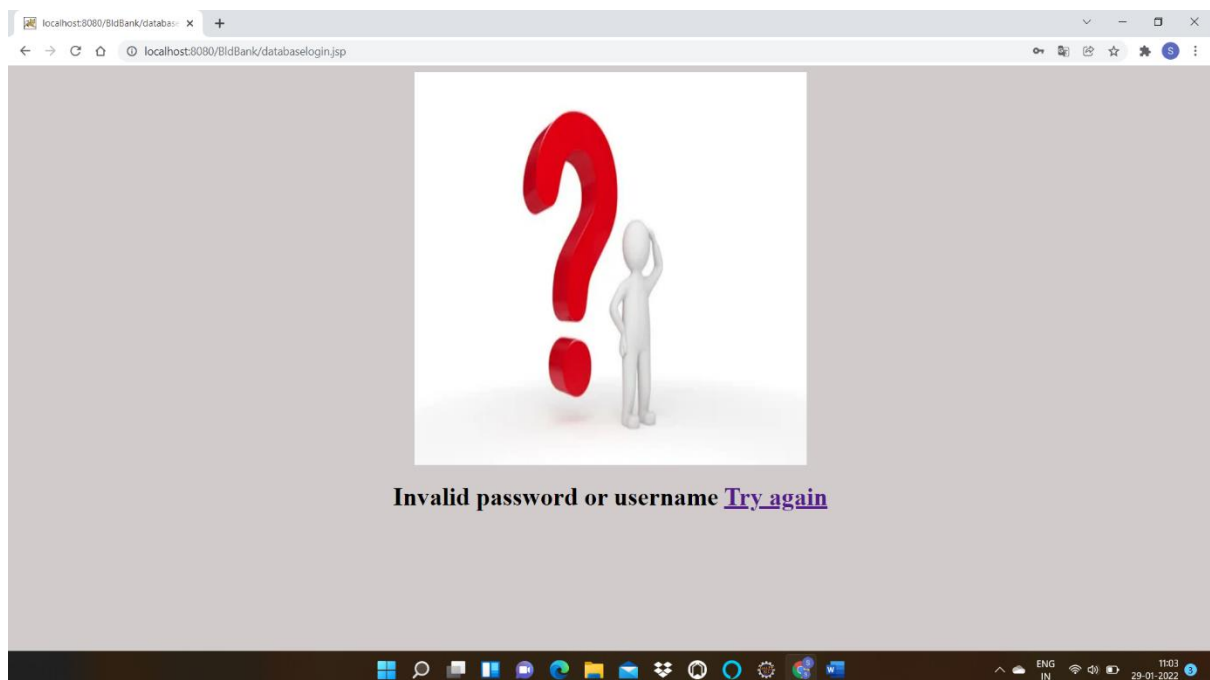 localhost:8080/BldBank/databas
localhost:8080/BldBank/databaselogin.jsp
S
Invalid password or username Try again
ENG
IN
11:03
29-01-2022
3